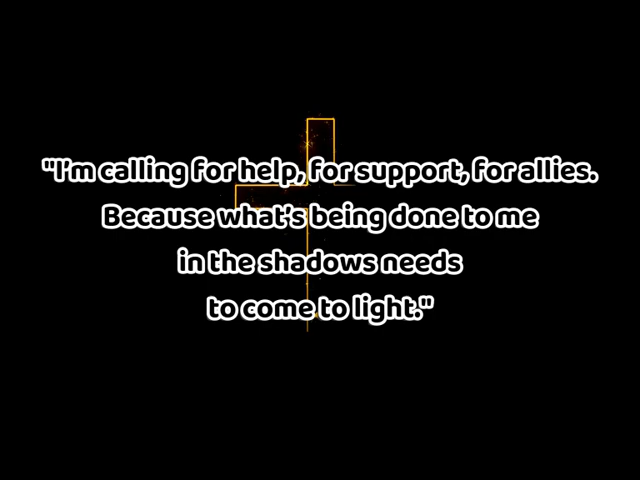 "I'm calling for help, for support, for allies.
Because what's being done to me
in the shadows needs
to come to light."